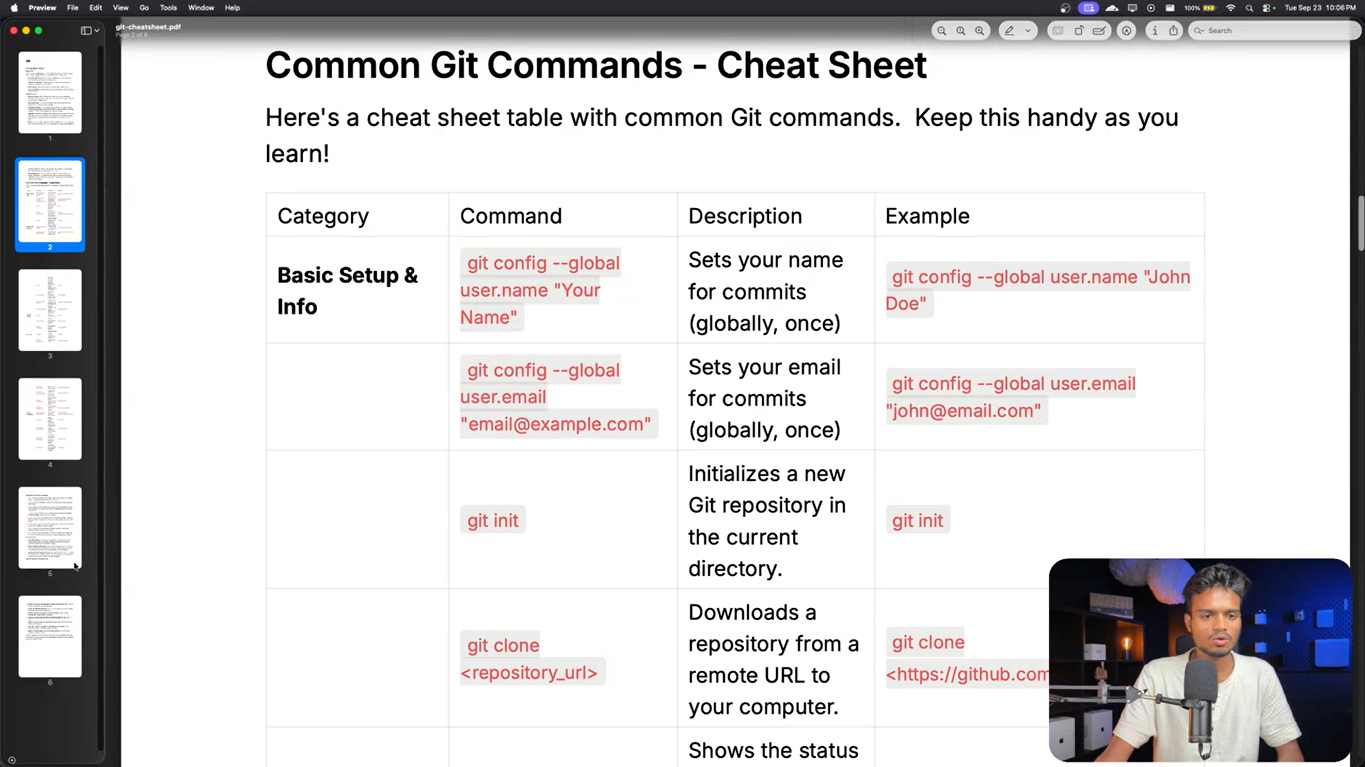 Preview File Edit View Go Tools Window Help
100% Tue Sep 23 10:06 PM
git-cheatsheet.pdf
Page 2 of 6
Search
1
2
3
4
5
6
Common Git Commands - Cheat Sheet
Here's a cheat sheet table with common Git commands. Keep this handy as you
learn!
Category Command Description Example
Basic Setup &
Info
git config --global
user.name "Your
Name"
Sets your name
for commits
(globally, once)
git config --global user.name "John
Doe"
git config --global
user.email
"email@example.com"
Sets your email
for commits
(globally, once)
git config --global user.email
"john@email.com"
git init
Initializes a new
Git repository in
the current
directory.
git init
git clone
<repository_url>
Downloads a
repository from a
remote URL to
your computer.
git clone
<https://github.com
Shows the status